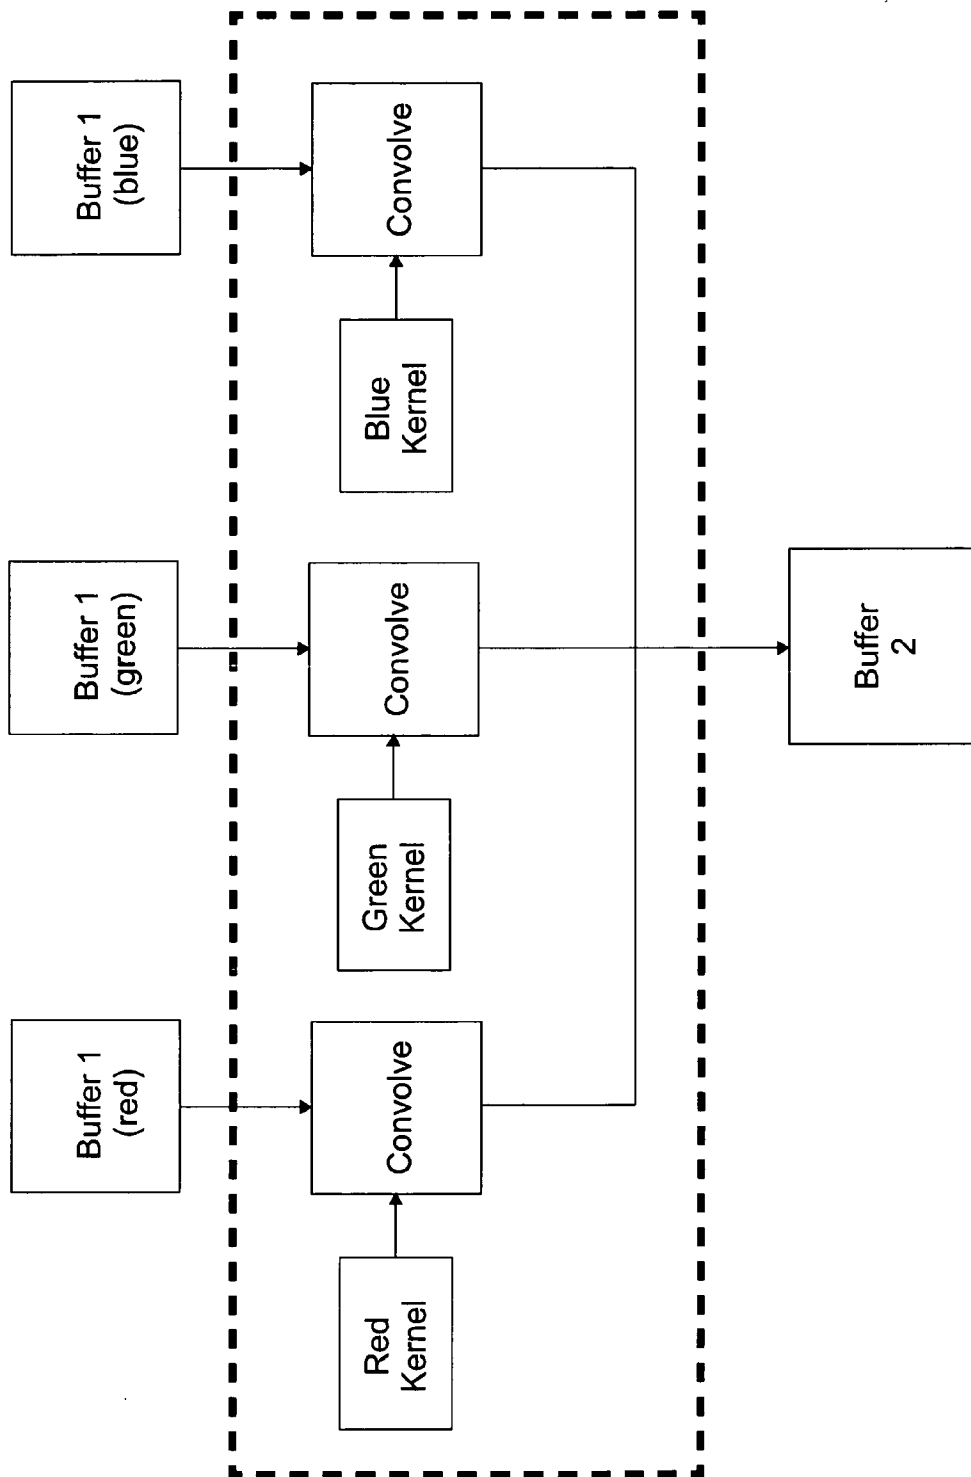 Buffer 1
(red)
Buffer 1
(green)
Buffer 1
(blue)
Red
Kernel
Convolve
Green
Kernel
Convolve
Blue
Kernel
Convolve
Buffer
2